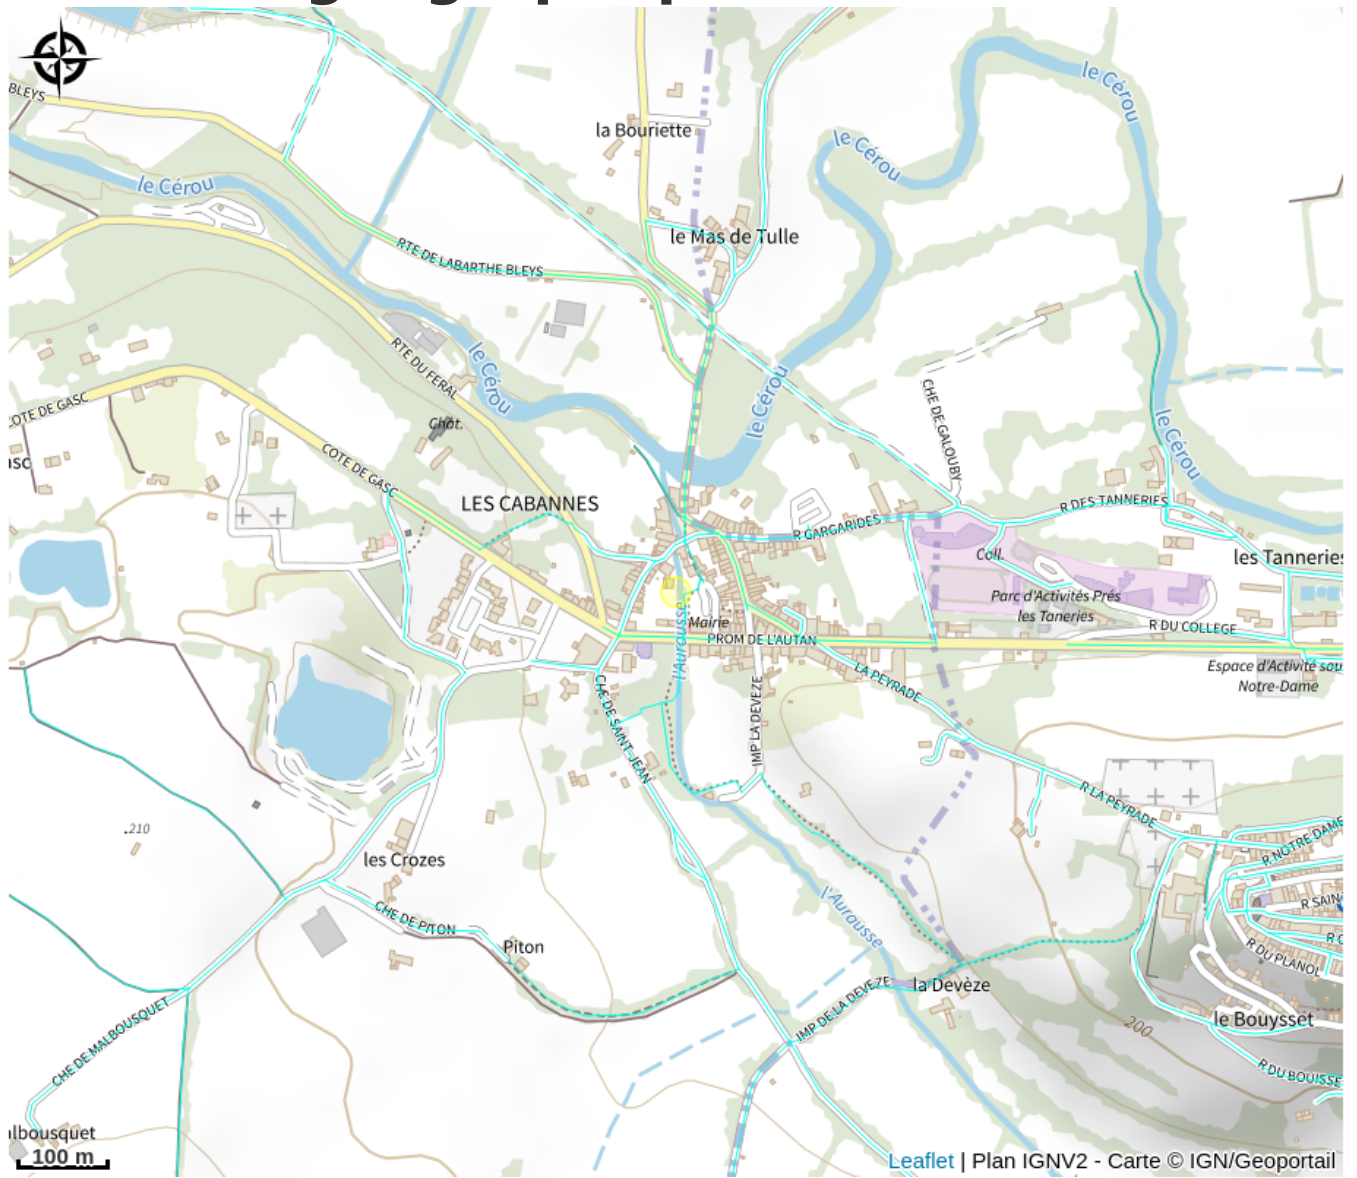 BLEYS
le Cérou
le Cérou
la Bouriette
le Cérou
le Mas de Tulle
RTE DE LABARTHE BLEYS
RTE DU FERAL
le Cérou
le Cérou
COTE DE GASC
CHE DE GALOUBY
Chât.
le Cérou
COTE DE GASC
LES CABANNES
R DES TANNERIES
R GARGARIDES
Coll.
les Tanneries
Parc d'Activités Prés
les Taneries
l'Aurausse
Mairie
R DU COLLEGE
PROM DE L'AUTAN
Espace d'Activité sou
Notre-Dame
LA PEYRADE
CHE DE SAINT-JEAN
IMP LA DEVEZE
R LA PEYRADE
210
R NOTRE DAME
les Crozes
R SAIN
CHE DE PITON
l'Aurausse
Piton
R DU PLANOL
la Devèze
IMP DE LA DEVEZE
CHE DE MALBOUSQUET
200
le Bouysset
R DU BOUISSE
lbousquet
100 m
Leaflet | Plan IGNV2 - Carte © IGN/Geoportail